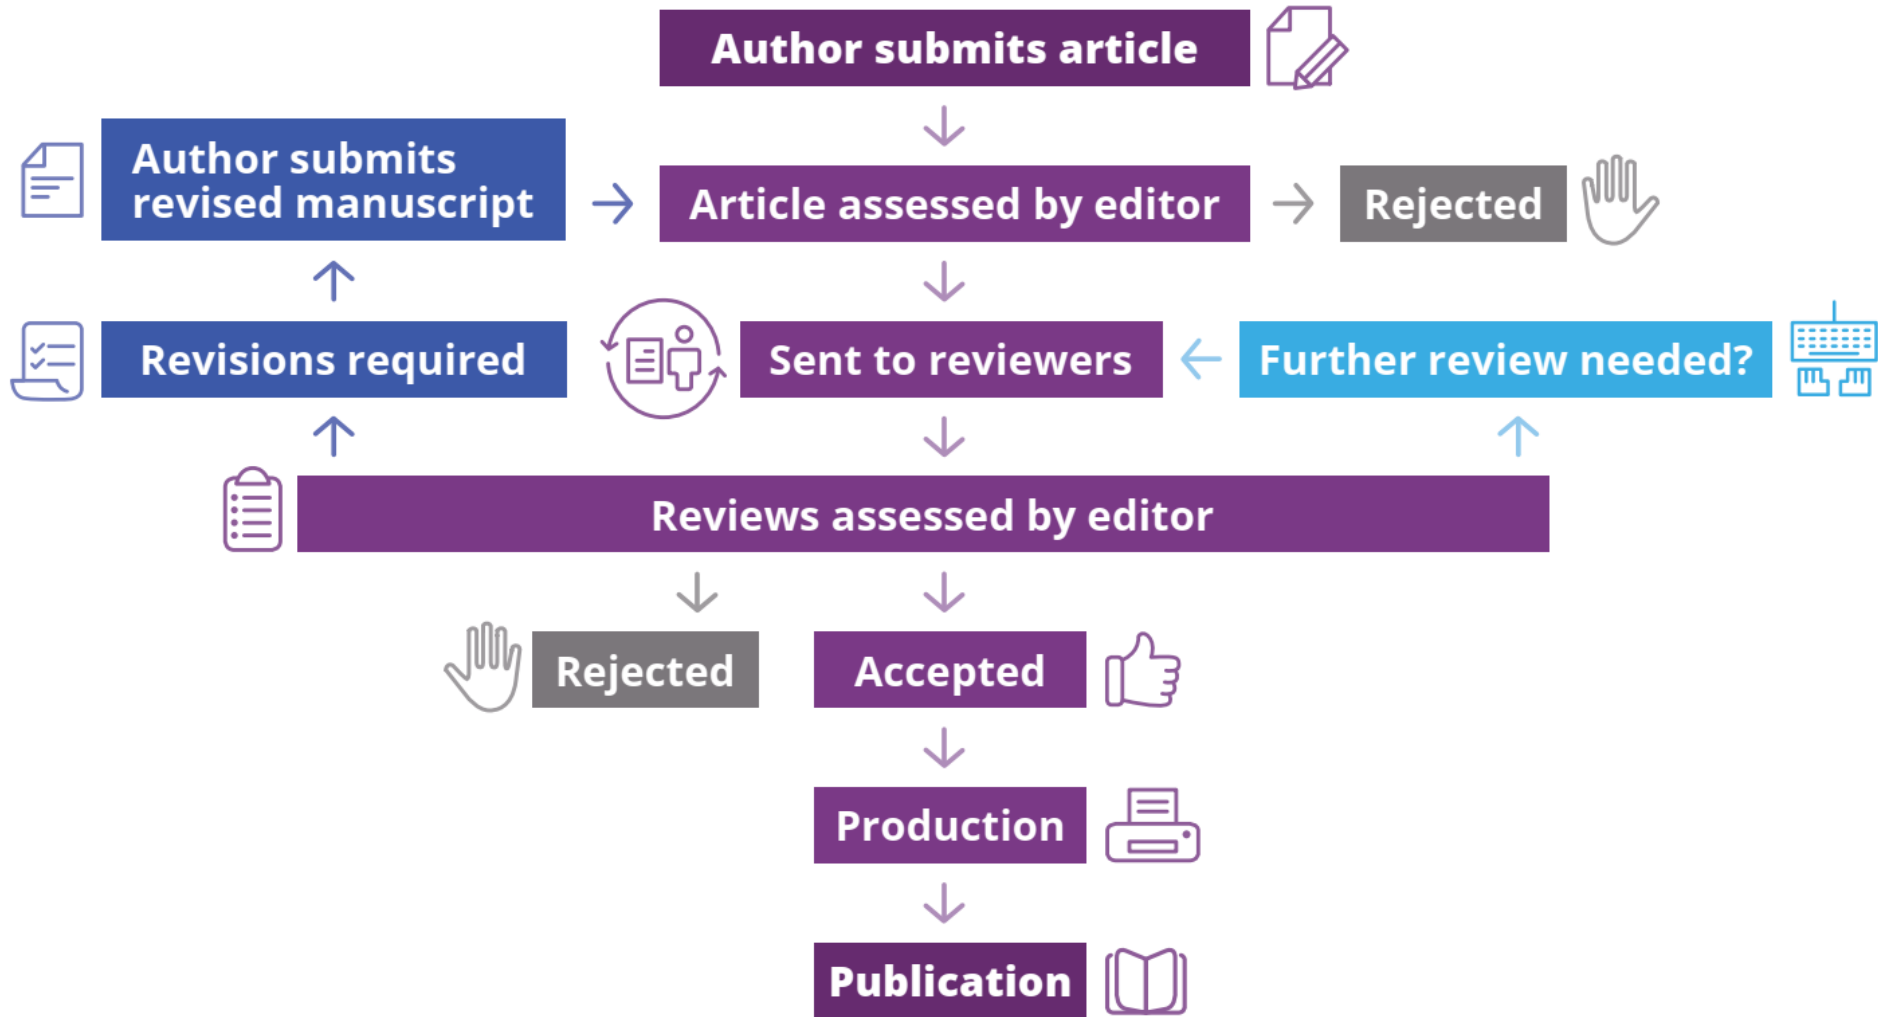 Author submits article
Author submits
revised manuscript
Article assessed by editor
Rejected
Revisions required
Sent to reviewers
Further review needed?
Reviews assessed by editor
Rejected
Accepted
Production
Publication